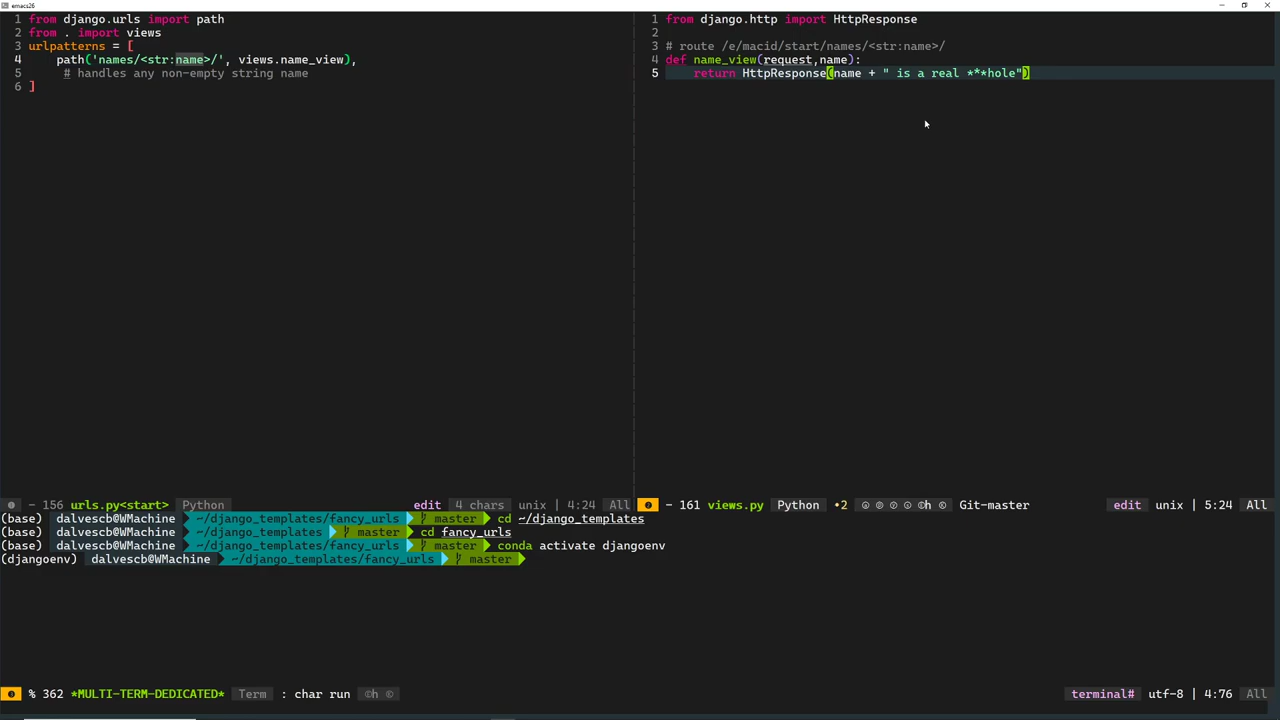 emacs26
1 from django.urls import path
2 from . import views
3 urlpatterns = [
4     path('names/<str:name>/', views.name_view),
5      # handles any non-empty string name
6 ]
1 from django.http import HttpResponse
2
3 # route /e/macid/start/names/<str:name>/
4 def name_view(request,name):
5     return HttpResponse(name + " is a real ***hole")
- 156 urls.py<start> Python edit 4 chars unix | 4:24 All
- 161 views.py Python •2 h Git-master edit unix | 5:24 All
(base) dalvescb@WMachine ~/django_templates/fancy_urls master cd ~/django_templates
(base) dalvescb@WMachine ~/django_templates master cd fancy_urls
(base) dalvescb@WMachine ~/django_templates/fancy_urls master conda activate djangoenv
(djangoenv) dalvescb@WMachine ~/django_templates/fancy_urls master
% 362 *MULTI-TERM-DEDICATED* Term : char run ©h © terminal# utf-8 | 4:76 All